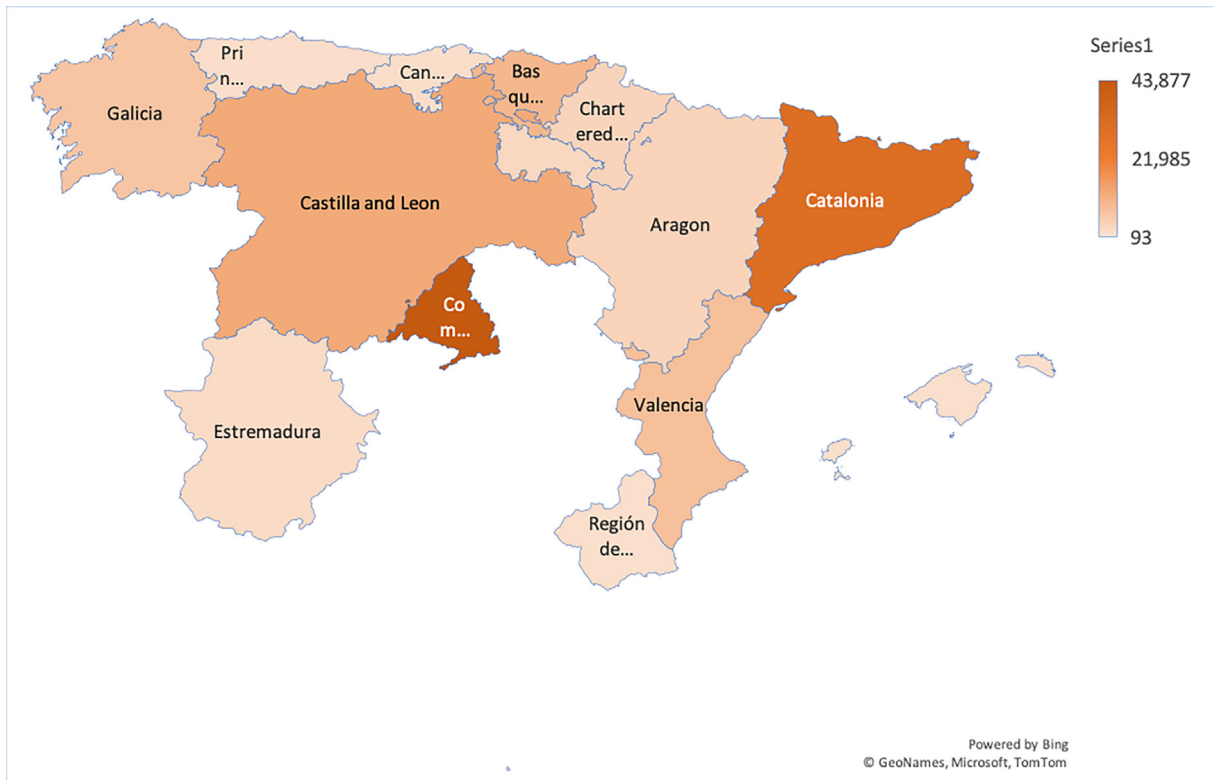 Series1
43,877
21,985
93
Pri
n...
Can...
Bas
qu...
Chart
ered...
Galicia
Castilla and Leon
Aragon
Catalonia
Co
m...
Valencia
Estremadura
Región
de...
Powered by Bing
© GeoNames, Microsoft, TomTom